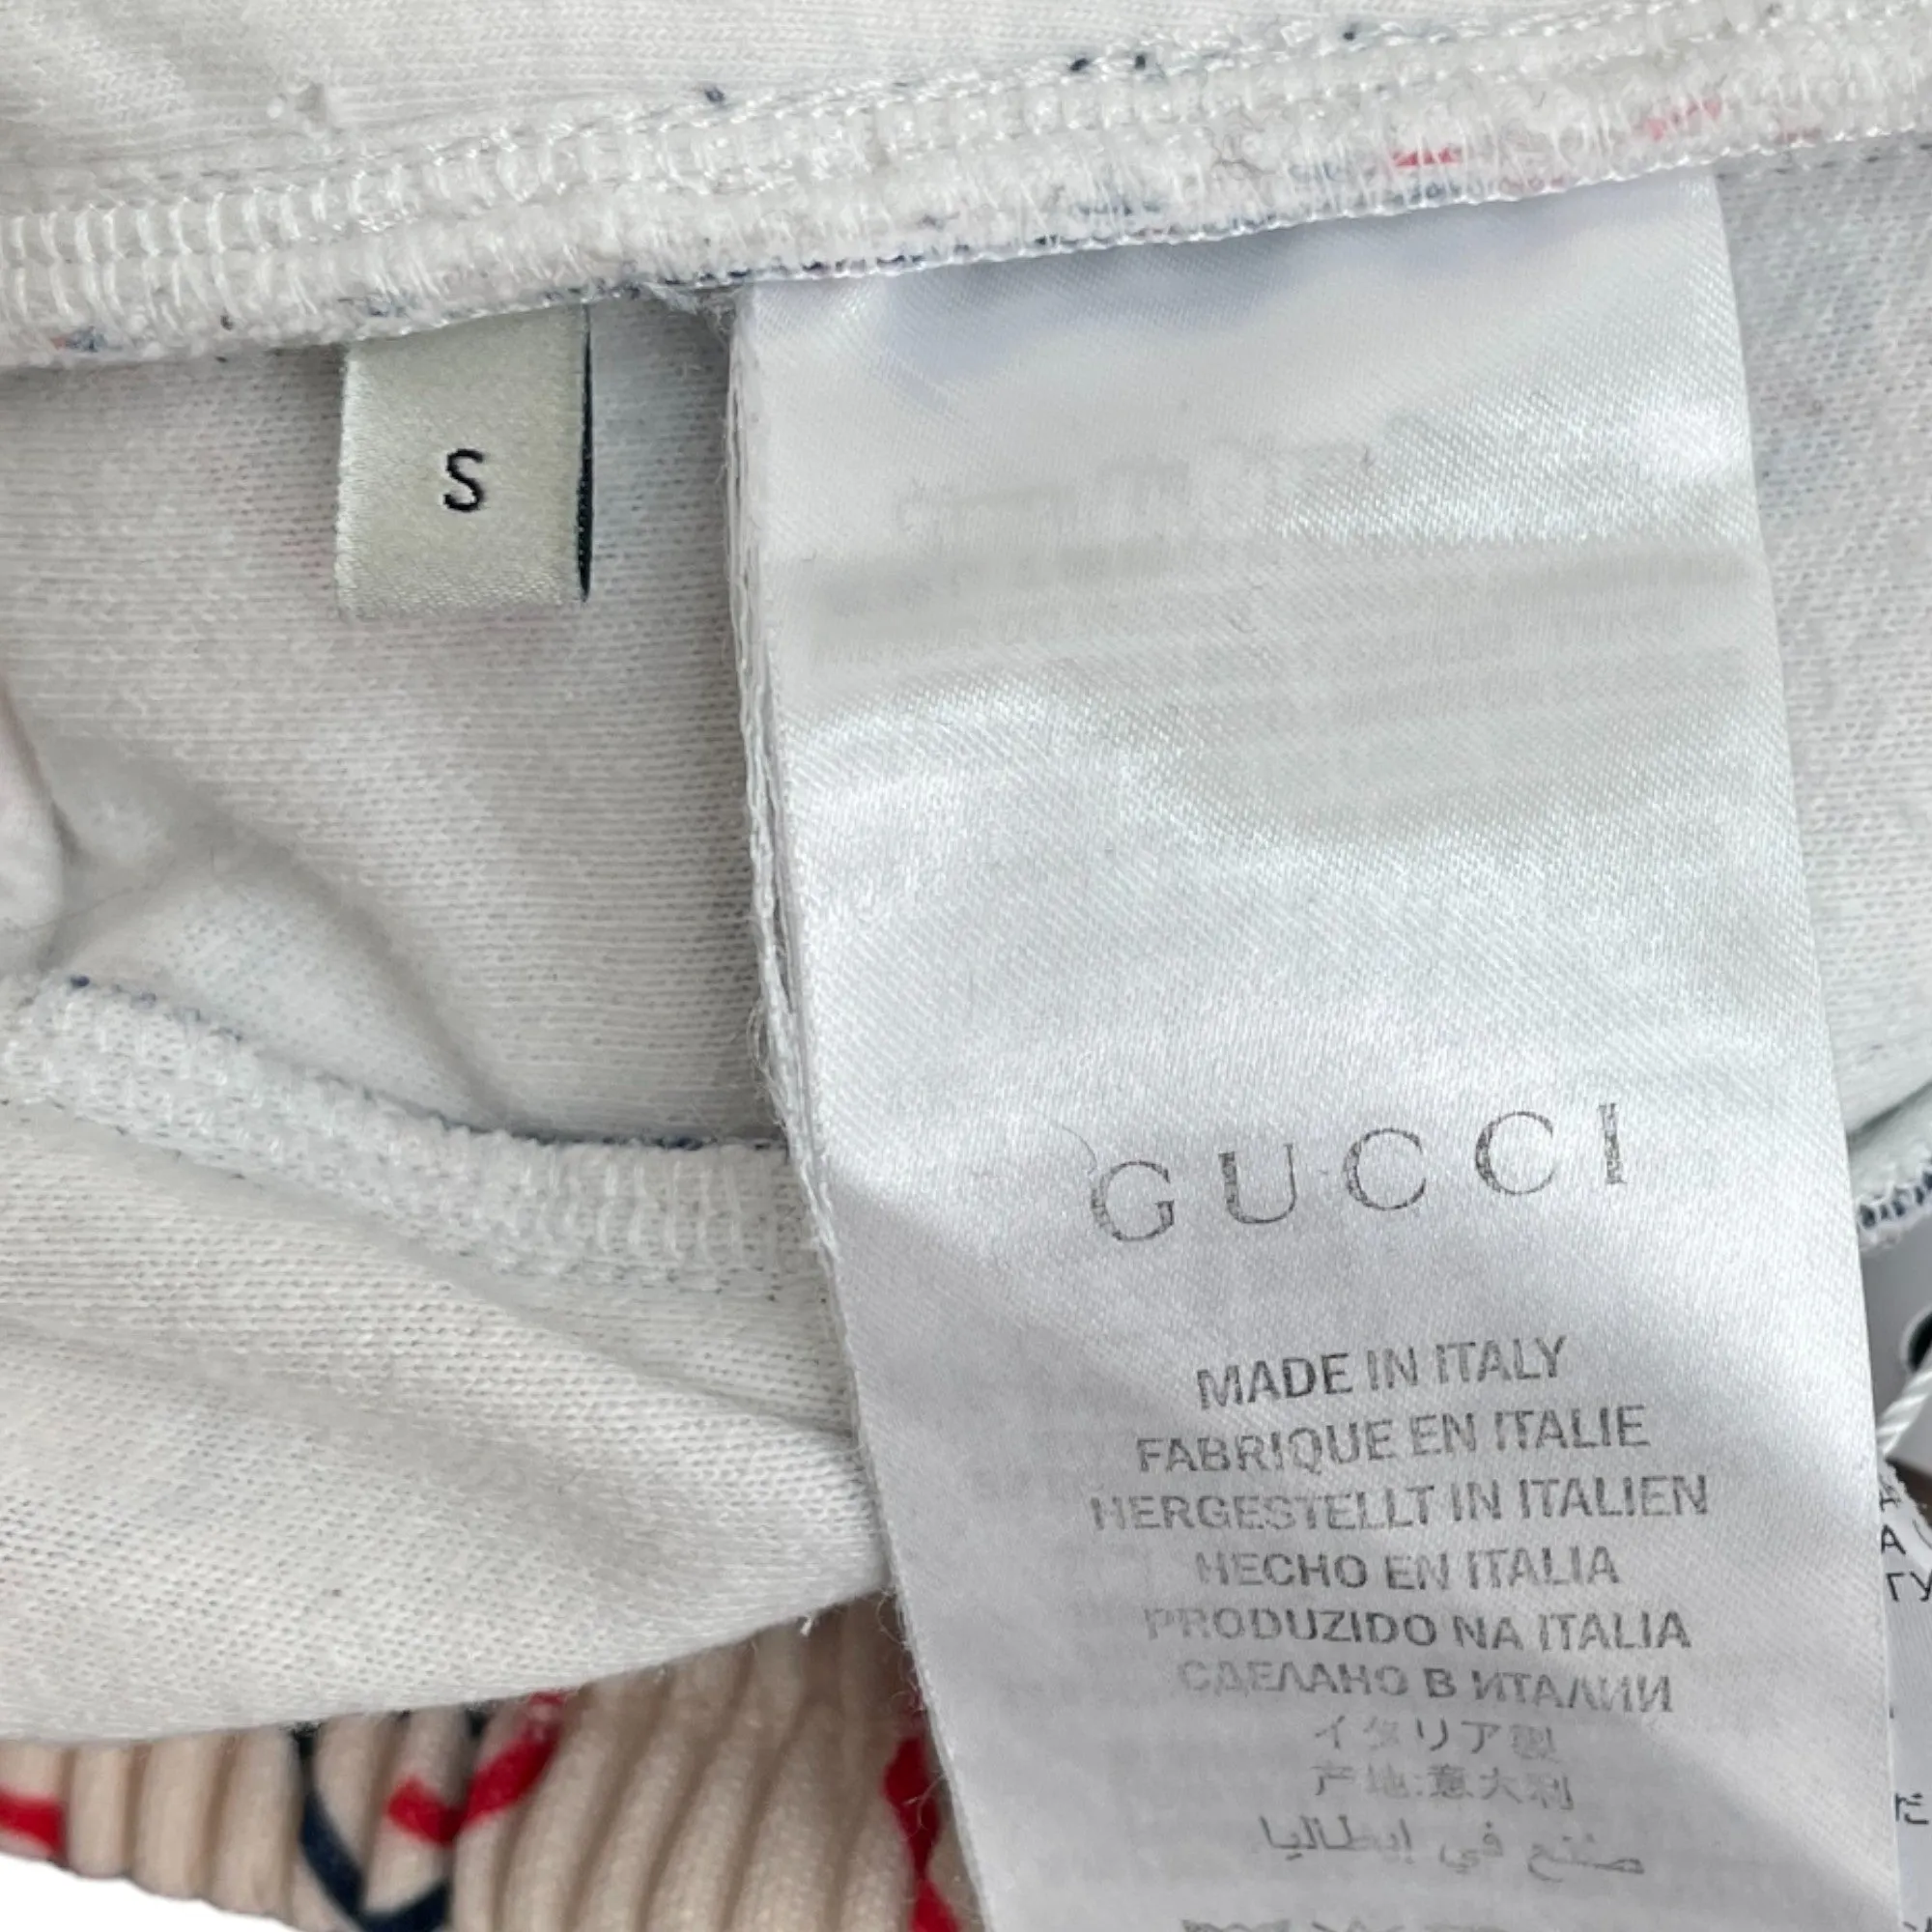 S
GUCCI
MADE IN ITALY
FABRIQUE EN ITALIE
HERGESTELLT IN ITALIEN
HECHO EN ITALIA
PRODUZIDO NA ITALIA
СДЕЛАНО В ИТАЛИИ
イタリア製
产地:意大利
صنع في إيطاليا